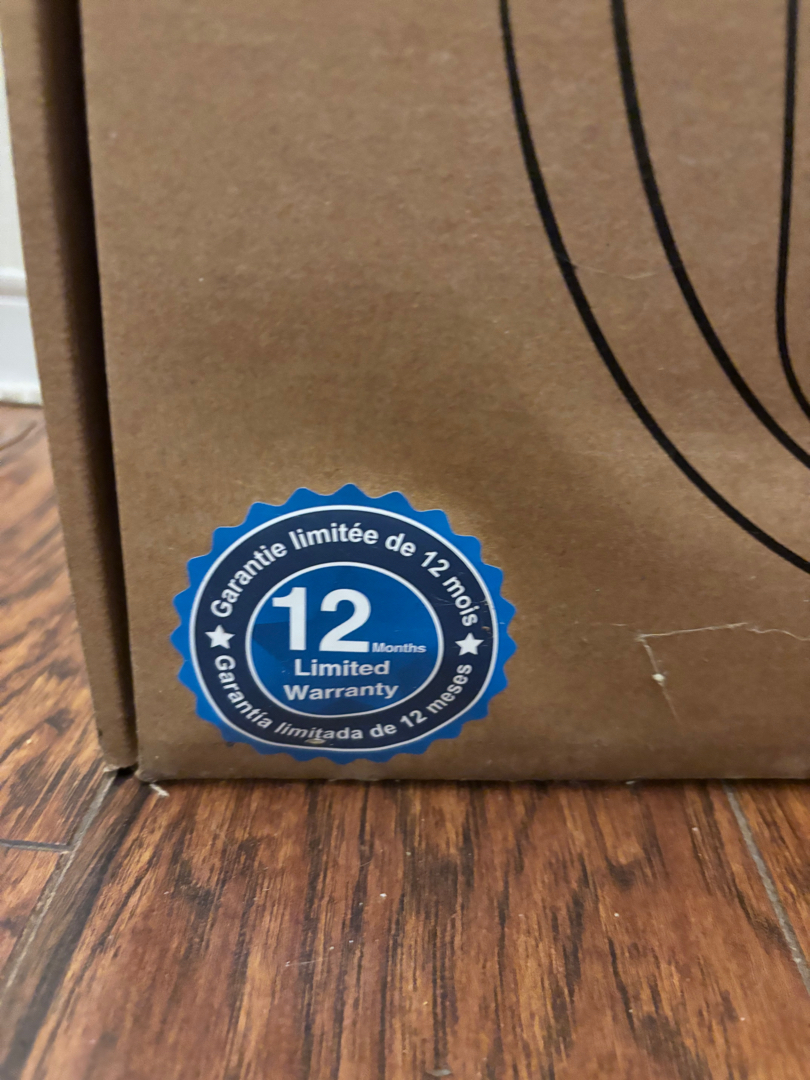 Garantie limitée de 12 mois
12 Months
Limited
Warranty
Garantía limitada de 12 meses